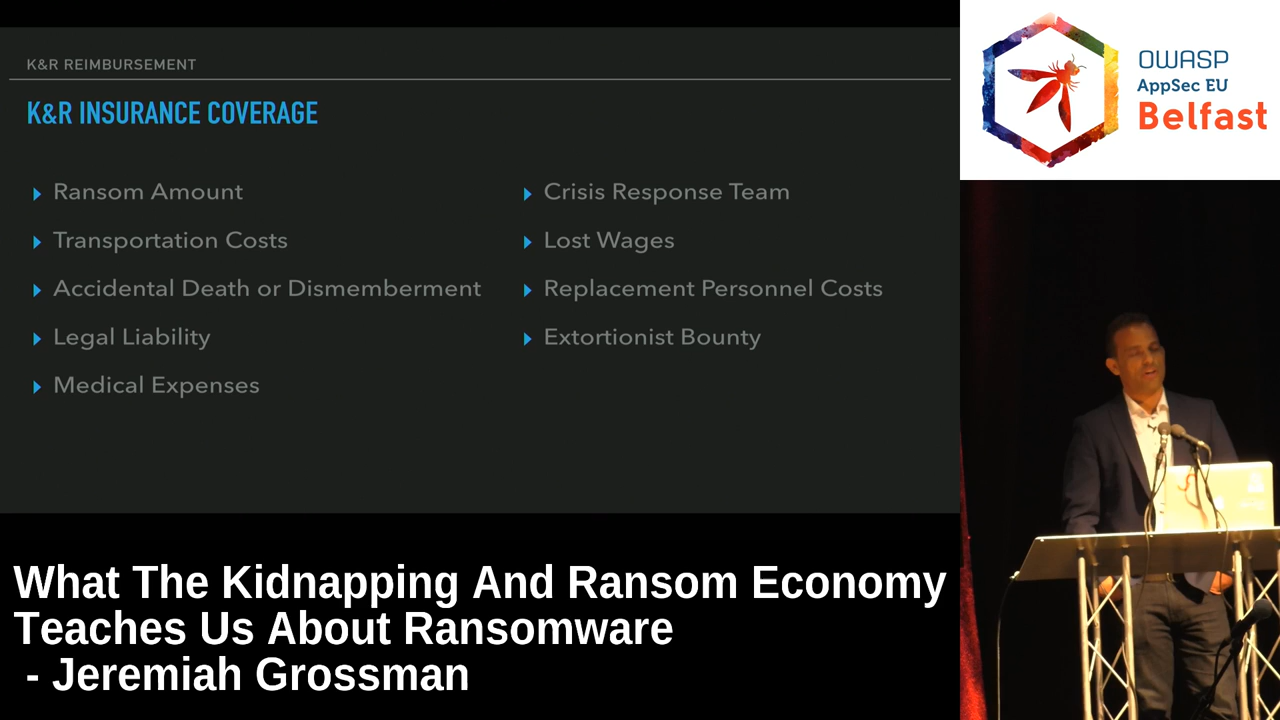 K&R REIMBURSEMENT
K&R INSURANCE COVERAGE
Ransom Amount
Transportation Costs
Accidental Death or Dismemberment
Legal Liability
Medical Expenses
Crisis Response Team
Lost Wages
Replacement Personnel Costs
Extortionist Bounty
OWASP
AppSec EU
Belfast
What The Kidnapping And Ransom Economy
Teaches Us About Ransomware
- Jeremiah Grossman